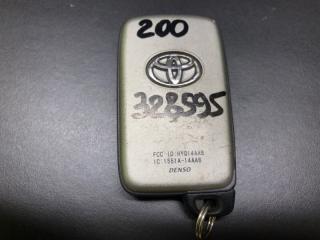 200
328595
FCC ID:HYQ14AAB
IC:1551A-14AAB
DENSO